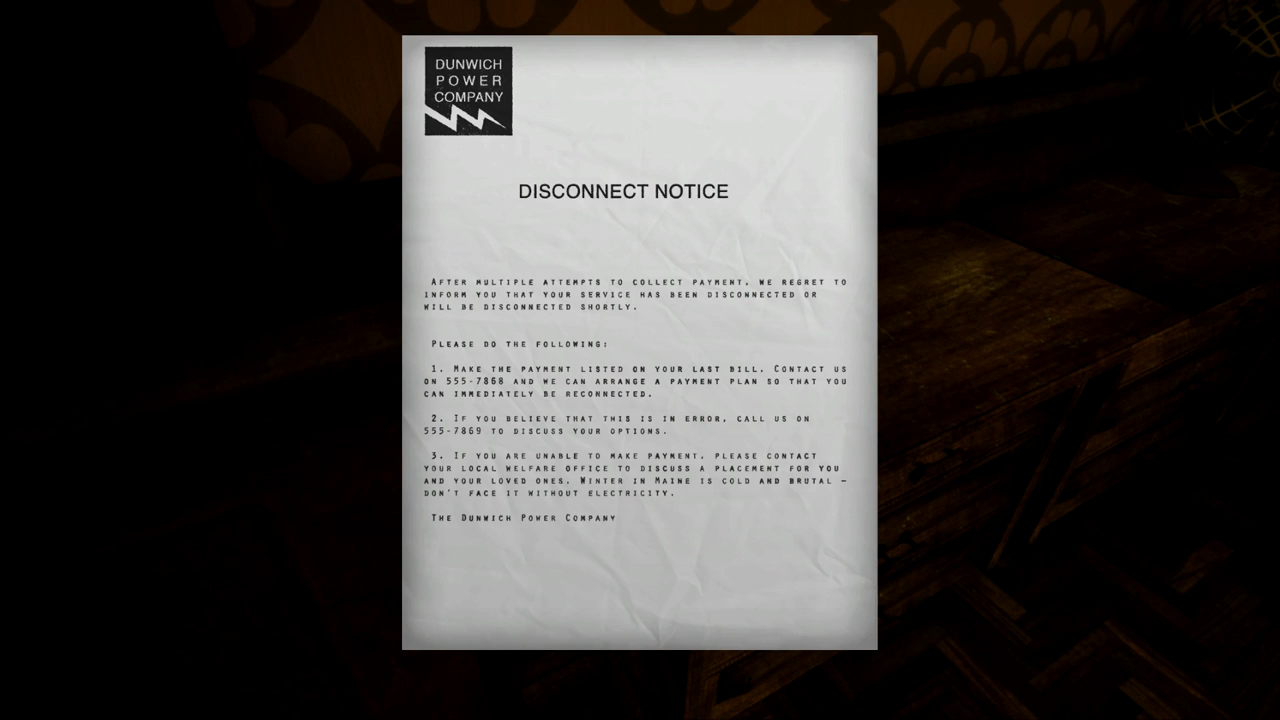 DUNWICH
POWER
COMPANY
DISCONNECT NOTICE
AFTER MULTIPLE ATTEMPTS TO COLLECT PAYMENT, WE REGRET TO
INFORM YOU THAT YOUR SERVICE HAS BEEN DISCONNECTED OR
WILL BE DISCONNECTED SHORTLY.
PLEASE DO THE FOLLOWING:
1. MAKE THE PAYMENT LISTED ON YOUR LAST BILL. CONTACT US
ON 555-7868 AND WE CAN ARRANGE A PAYMENT PLAN SO THAT YOU
CAN IMMEDIATELY BE RECONNECTED.
2. IF YOU BELIEVE THAT THIS IS IN ERROR, CALL US ON
555-7869 TO DISCUSS YOUR OPTIONS.
3. IF YOU ARE UNABLE TO MAKE PAYMENT, PLEASE CONTACT
YOUR LOCAL WELFARE OFFICE TO DISCUSS A PLACEMENT FOR YOU
AND YOUR LOVED ONES. WINTER IN MAINE IS COLD AND BRUTAL -
DON'T FACE IT WITHOUT ELECTRICITY.
THE DUNWICH POWER COMPANY